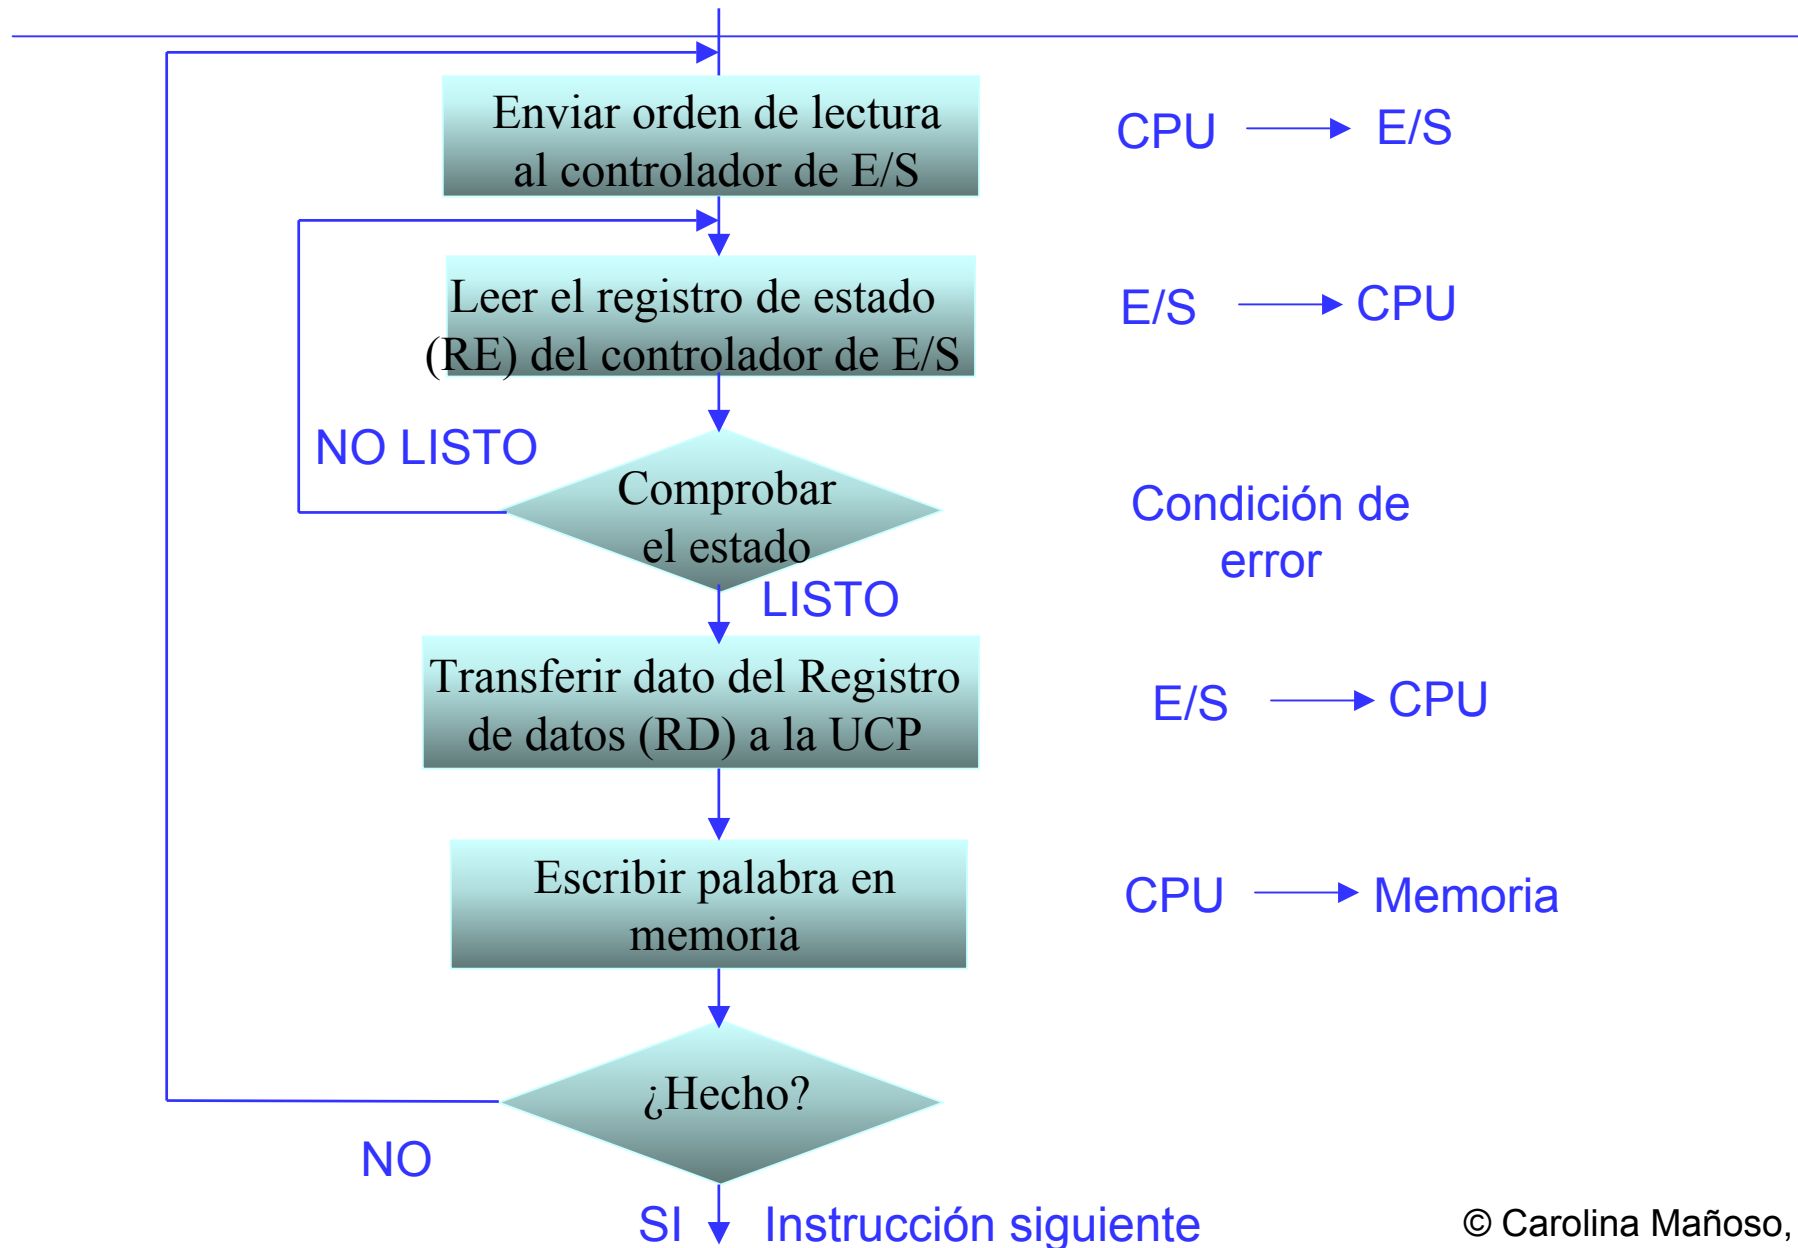 Enviar orden de lectura
al controlador de E/S
CPU E/S
Leer el registro de estado
(RE) del controlador de E/S
E/S CPU
NO LISTO
Comprobar
el estado
Condición de
error
LISTO
Transferir dato del Registro
de datos (RD) a la UCP
E/S CPU
Escribir palabra en
memoria
CPU Memoria
¿Hecho?
NO
SI Instrucción siguiente
© Carolina Mañoso,